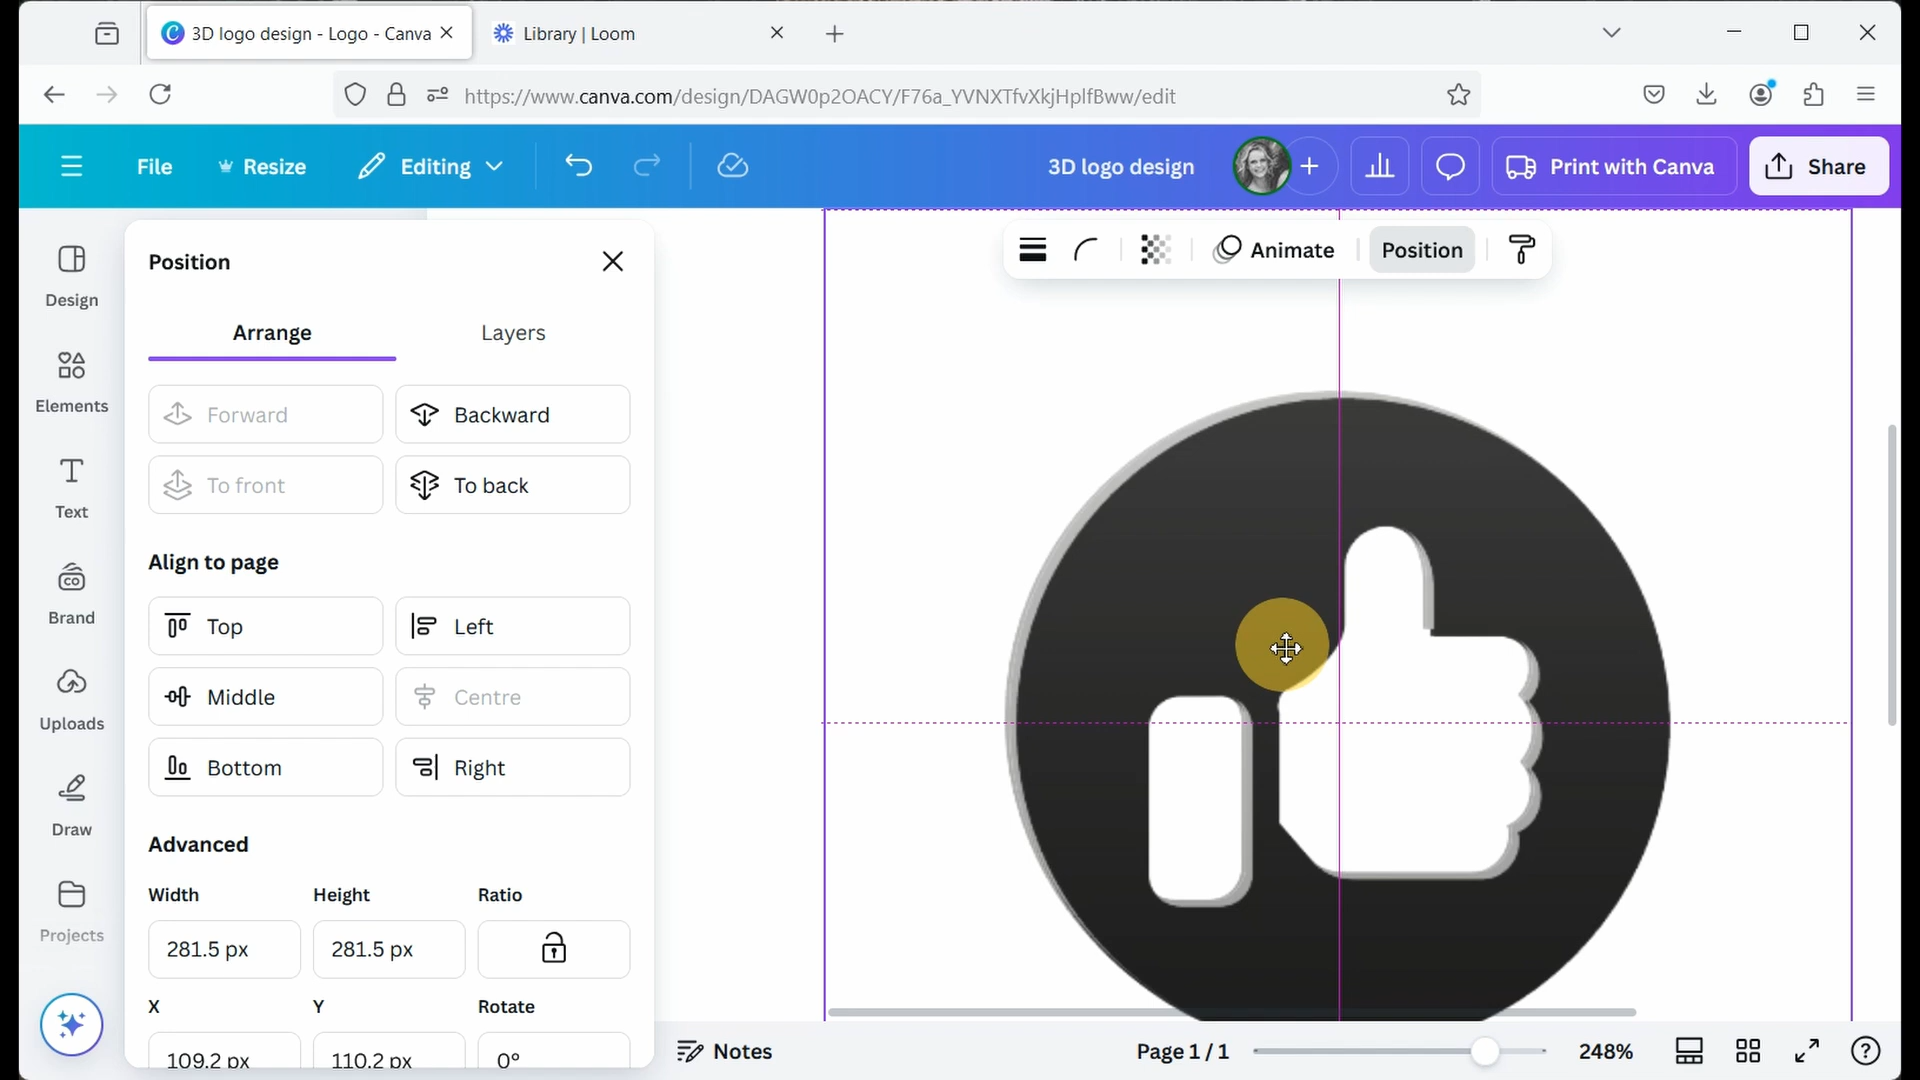 3D logo design - Logo - Canva
Library | Loom
https://www.canva.com/design/DAGW0p2OACY/F76a_YVNXTfvXkjHplfBww/edit
File
Resize
Editing
3D logo design
Print with Canva
Share
Design
Elements
Text
Brand
CO
Uploads
Draw
Projects
Position
Arrange
Layers
Forward
Backward
To front
To back
Align to page
Top
Left
Middle
Centre
Bottom
Right
Advanced
Width
Height
Ratio
281.5 px
281.5 px
X
Y
Rotate
109.2 px
110.2 px
0°
Animate
Position
Notes
Page 1 / 1
248%